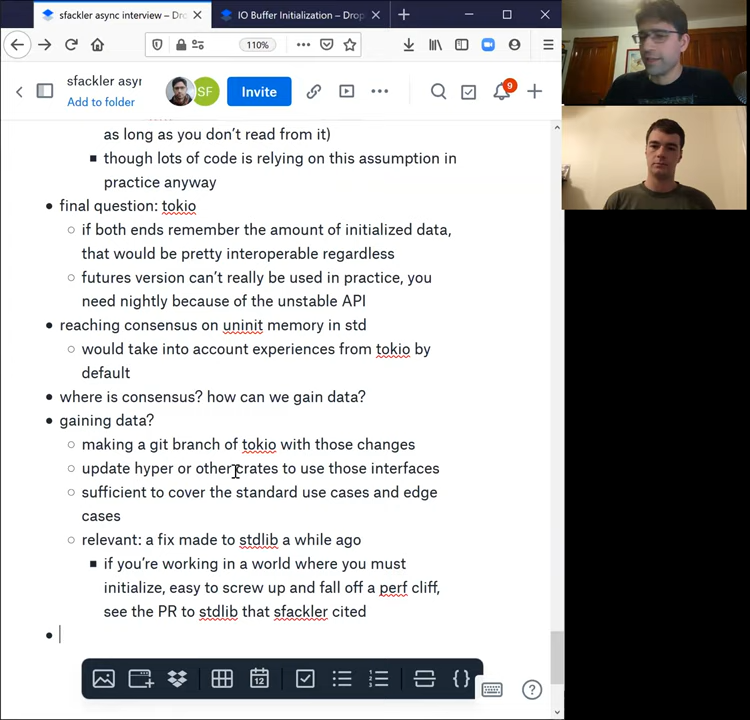 sfackler async interview – Dro
IO Buffer Initialization – Drop
110%
9
sfackler asyr
Add to folder
SF
Invite
as long as you don't read from it)
though lots of code is relying on this assumption in
practice anyway
final question: tokio
if both ends remember the amount of initialized data,
that would be pretty interoperable regardless
futures version can't really be used in practice, you
need nightly because of the unstable API
reaching consensus on uninit memory in std
would take into account experiences from tokio by
default
where is consensus? how can we gain data?
gaining data?
making a git branch of tokio with those changes
update hyper or other crates to use those interfaces
sufficient to cover the standard use cases and edge
cases
relevant: a fix made to stdlib a while ago
if you're working in a world where you must
initialize, easy to screw up and fall off a perf cliff,
see the PR to stdlib that sfackler cited
12